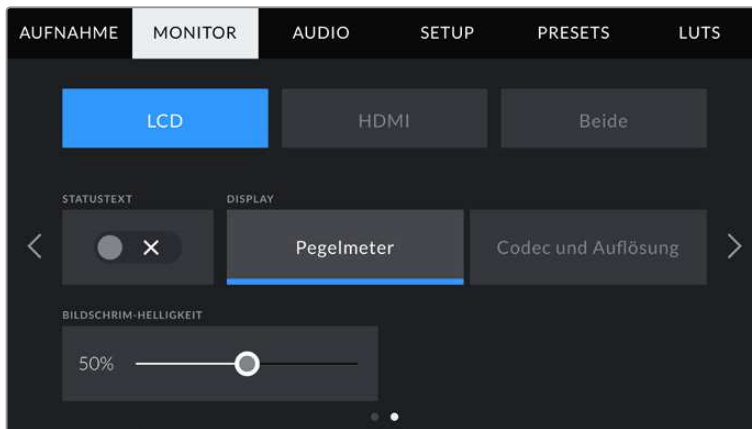 AUFNAHME MONITOR AUDIO SETUP PRESETS LUTS
LCD HDMI Beide
STATUSTEXT DISPLAY
Pegelmeter Codec und Auflösung
BILDSCHRIM-HELLIGKEIT
50%